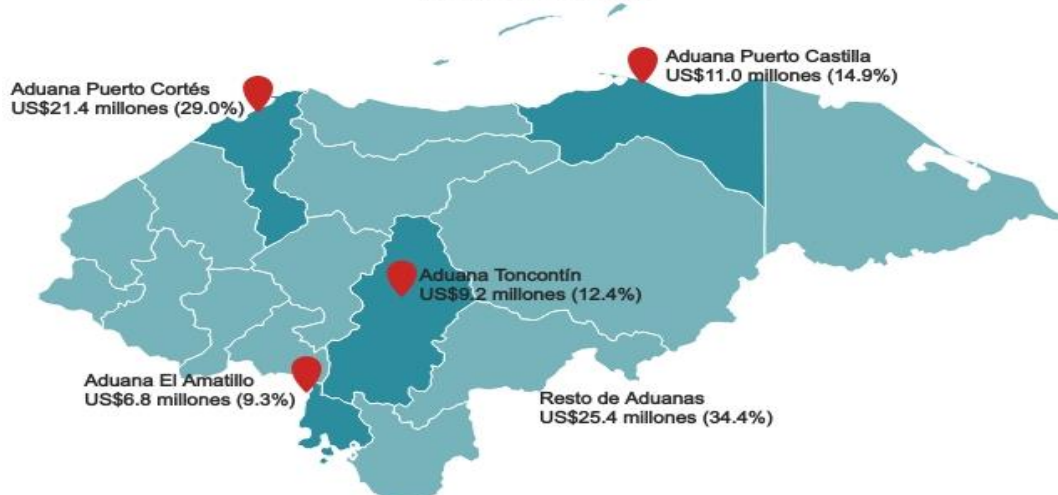 Aduana Puerto Castilla
US$11.0 millones (14.9%)
Aduana Puerto Cortés
US$21.4 millones (29.0%)
Aduana Toncontín
US$9.2 millones (12.4%)
Aduana El Amatillo
US$6.8 millones (9.3%)
Resto de Aduanas
US$25.4 millones (34.4%)